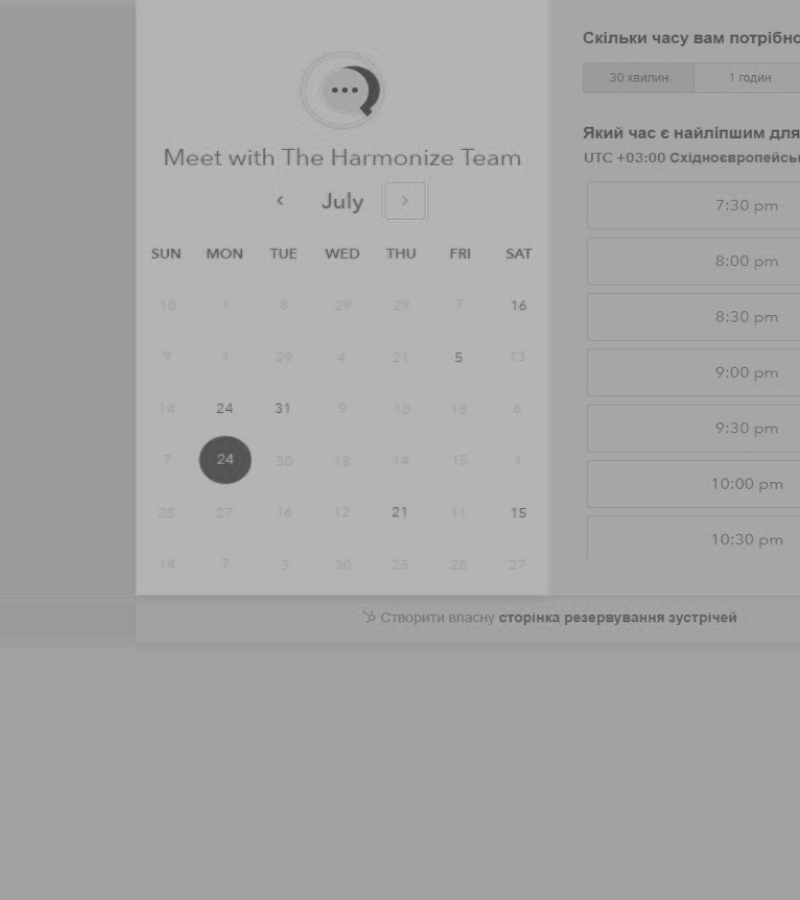 Meet with The Harmonize Team
‹ July ›
SUN MON TUE WED THU FRI SAT
10 1 8 29 29 7 16
9 1 29 4 21 5 13
14 24 31 9 10 18 6
7 24 30 18 14 15 1
28 27 16 12 21 11 15
14 7 3 30 25 28 27
Скільки часу вам потрібно
30 хвилин 1 годин
Який час є найліпшим для
UTC +03:00 Східноєвропейсь
7:30 pm
8:00 pm
8:30 pm
9:00 pm
9:30 pm
10:00 pm
10:30 pm
Створити власну сторінка резервування зустрічей